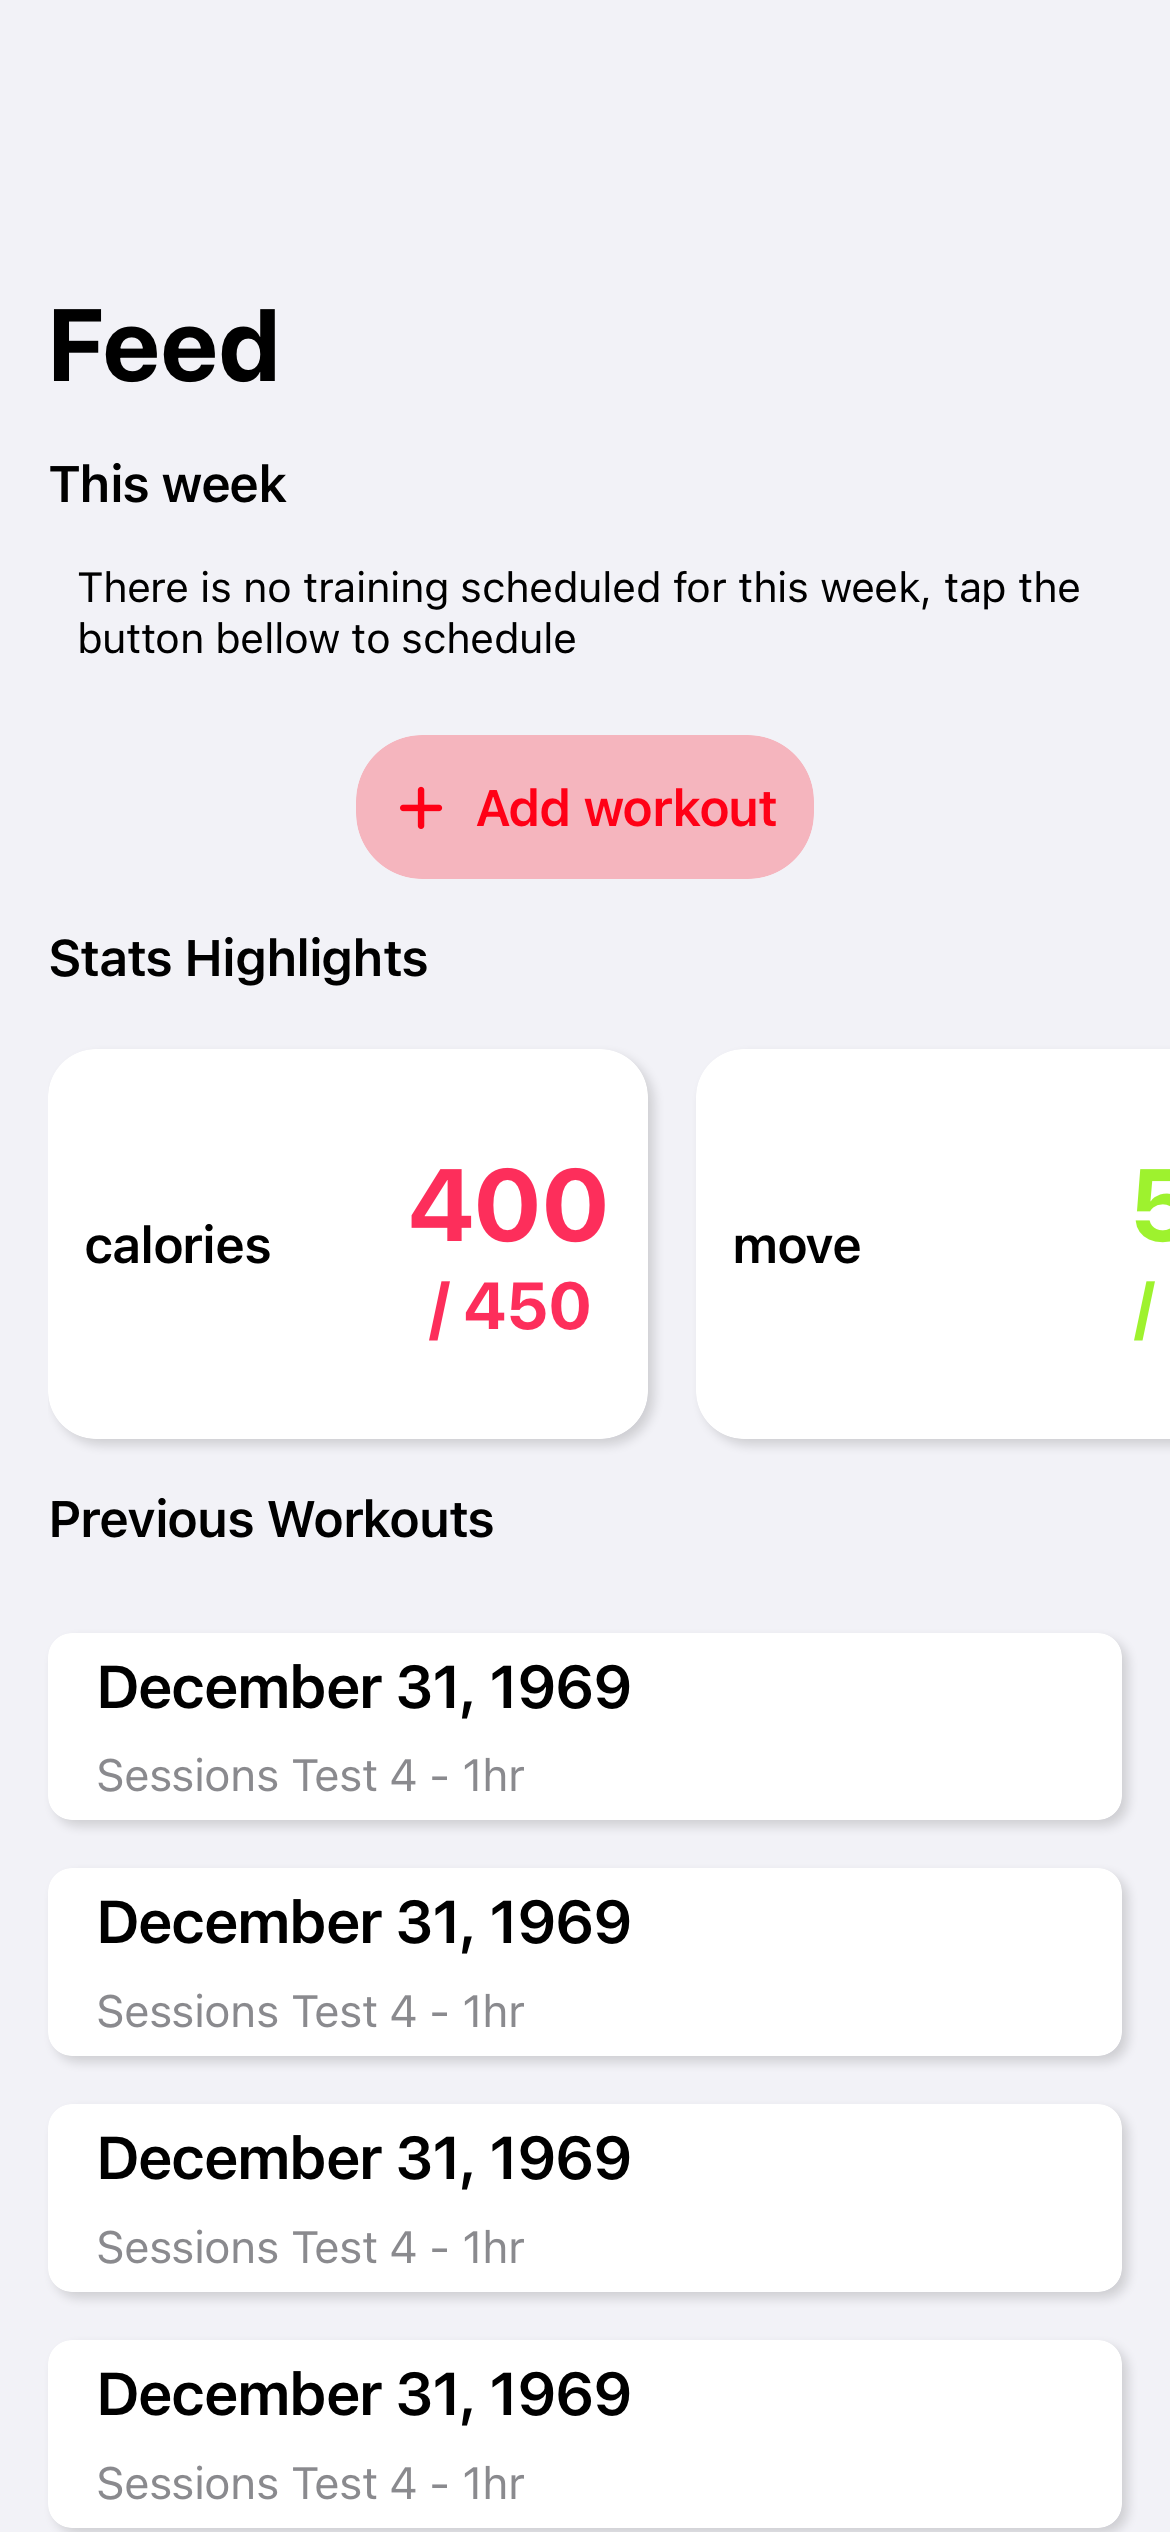 Feed
This week
There is no training scheduled for this week, tap the
button bellow to schedule
+ Add workout
Stats Highlights
calories
400
/ 450
move
5
/
Previous Workouts
December 31, 1969
Sessions Test 4 - 1hr
December 31, 1969
Sessions Test 4 - 1hr
December 31, 1969
Sessions Test 4 - 1hr
December 31, 1969
Sessions Test 4 - 1hr